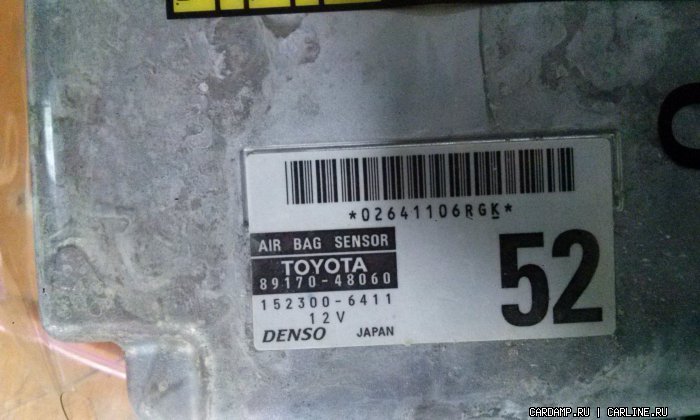 *02641106RGK*
AIR BAG SENSOR
TOYOTA
89170-48060
152300-6411
12V
DENSO JAPAN
52
CARDAMP.RU | CARLINE.RU